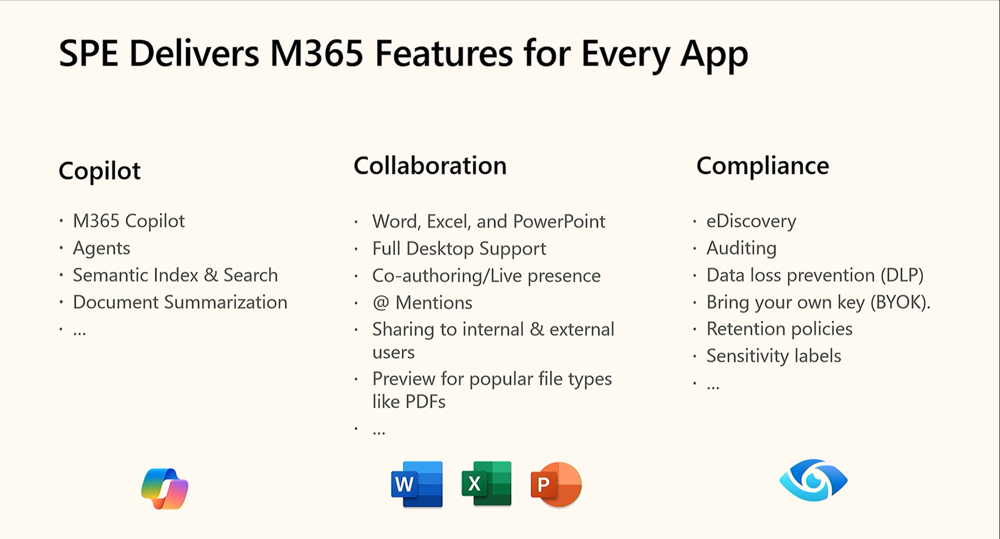 SPE Delivers M365 Features for Every App
Copilot
· M365 Copilot
· Agents
· Semantic Index & Search
· Document Summarization
· ...
Collaboration
· Word, Excel, and PowerPoint
· Full Desktop Support
· Co-authoring/Live presence
· @ Mentions
· Sharing to internal & external
users
· Preview for popular file types
like PDFs
· ...
Compliance
· eDiscovery
· Auditing
· Data loss prevention (DLP)
· Bring your own key (BYOK).
· Retention policies
· Sensitivity labels
· ...
W
X
P